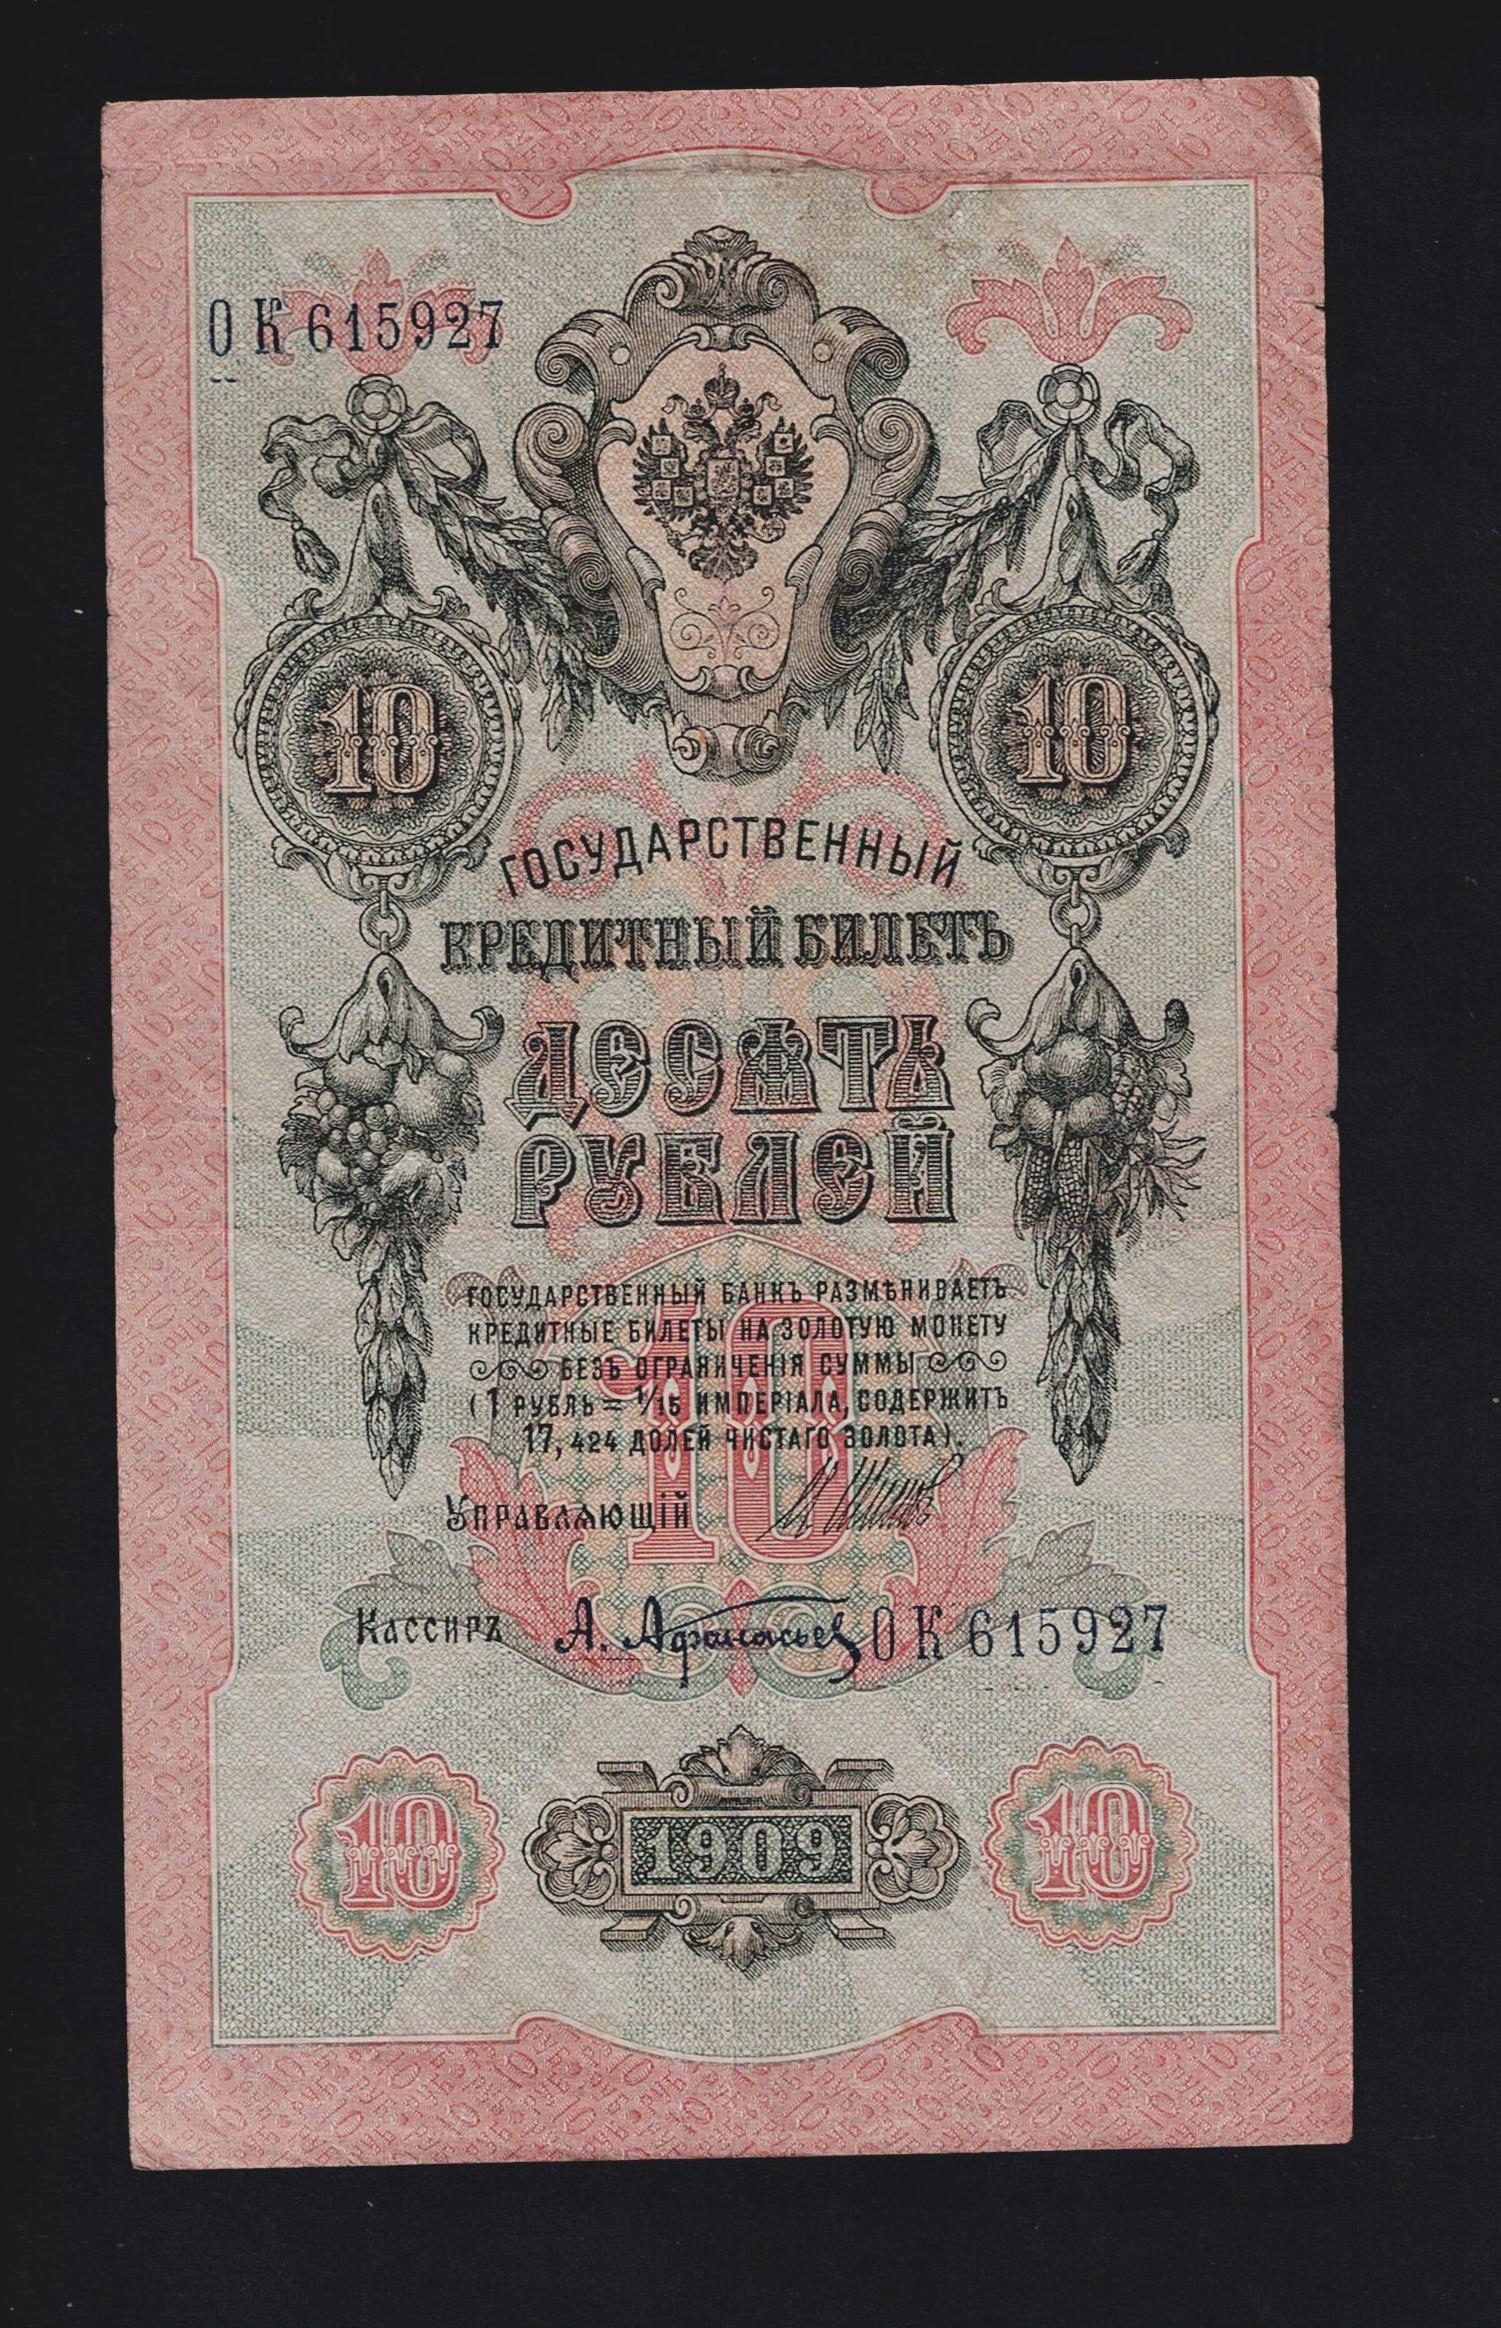 ОК 615927
10 10
ГОСУДАРСТВЕННЫЙ
КРЕДИТНЫЙ БИЛЕТЪ
ДЕСЯТЬ
РУБЛЕЙ
ГОСУДАРСТВЕННЫЙ БАНКЪ РАЗМѢНИВАЕТЪ
КРЕДИТНЫЕ БИЛЕТЫ НА ЗОЛОТУЮ МОНЕТУ
БЕЗЪ ОГРАНИЧЕНІЯ СУММЫ
(1 РУБЛЬ = 1/15 ИМПЕРІАЛА, СОДЕРЖИТЪ
17,424 ДОЛЕЙ ЧИСТАГО ЗОЛОТА).
10
УПРАВЛЯЮЩІЙ
Кассиръ А. Афанасьев ОК 615927
10 1909 10